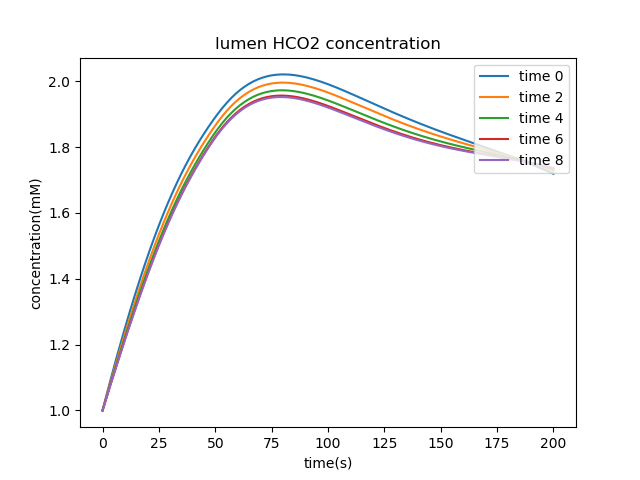 lumen HCO2 concentration
time 0
time 2
time 4
time 6
time 8
concentration(mM)
2.0
1.8
1.6
1.4
1.2
1.0
0 25 50 75 100 125 150 175 200
time(s)